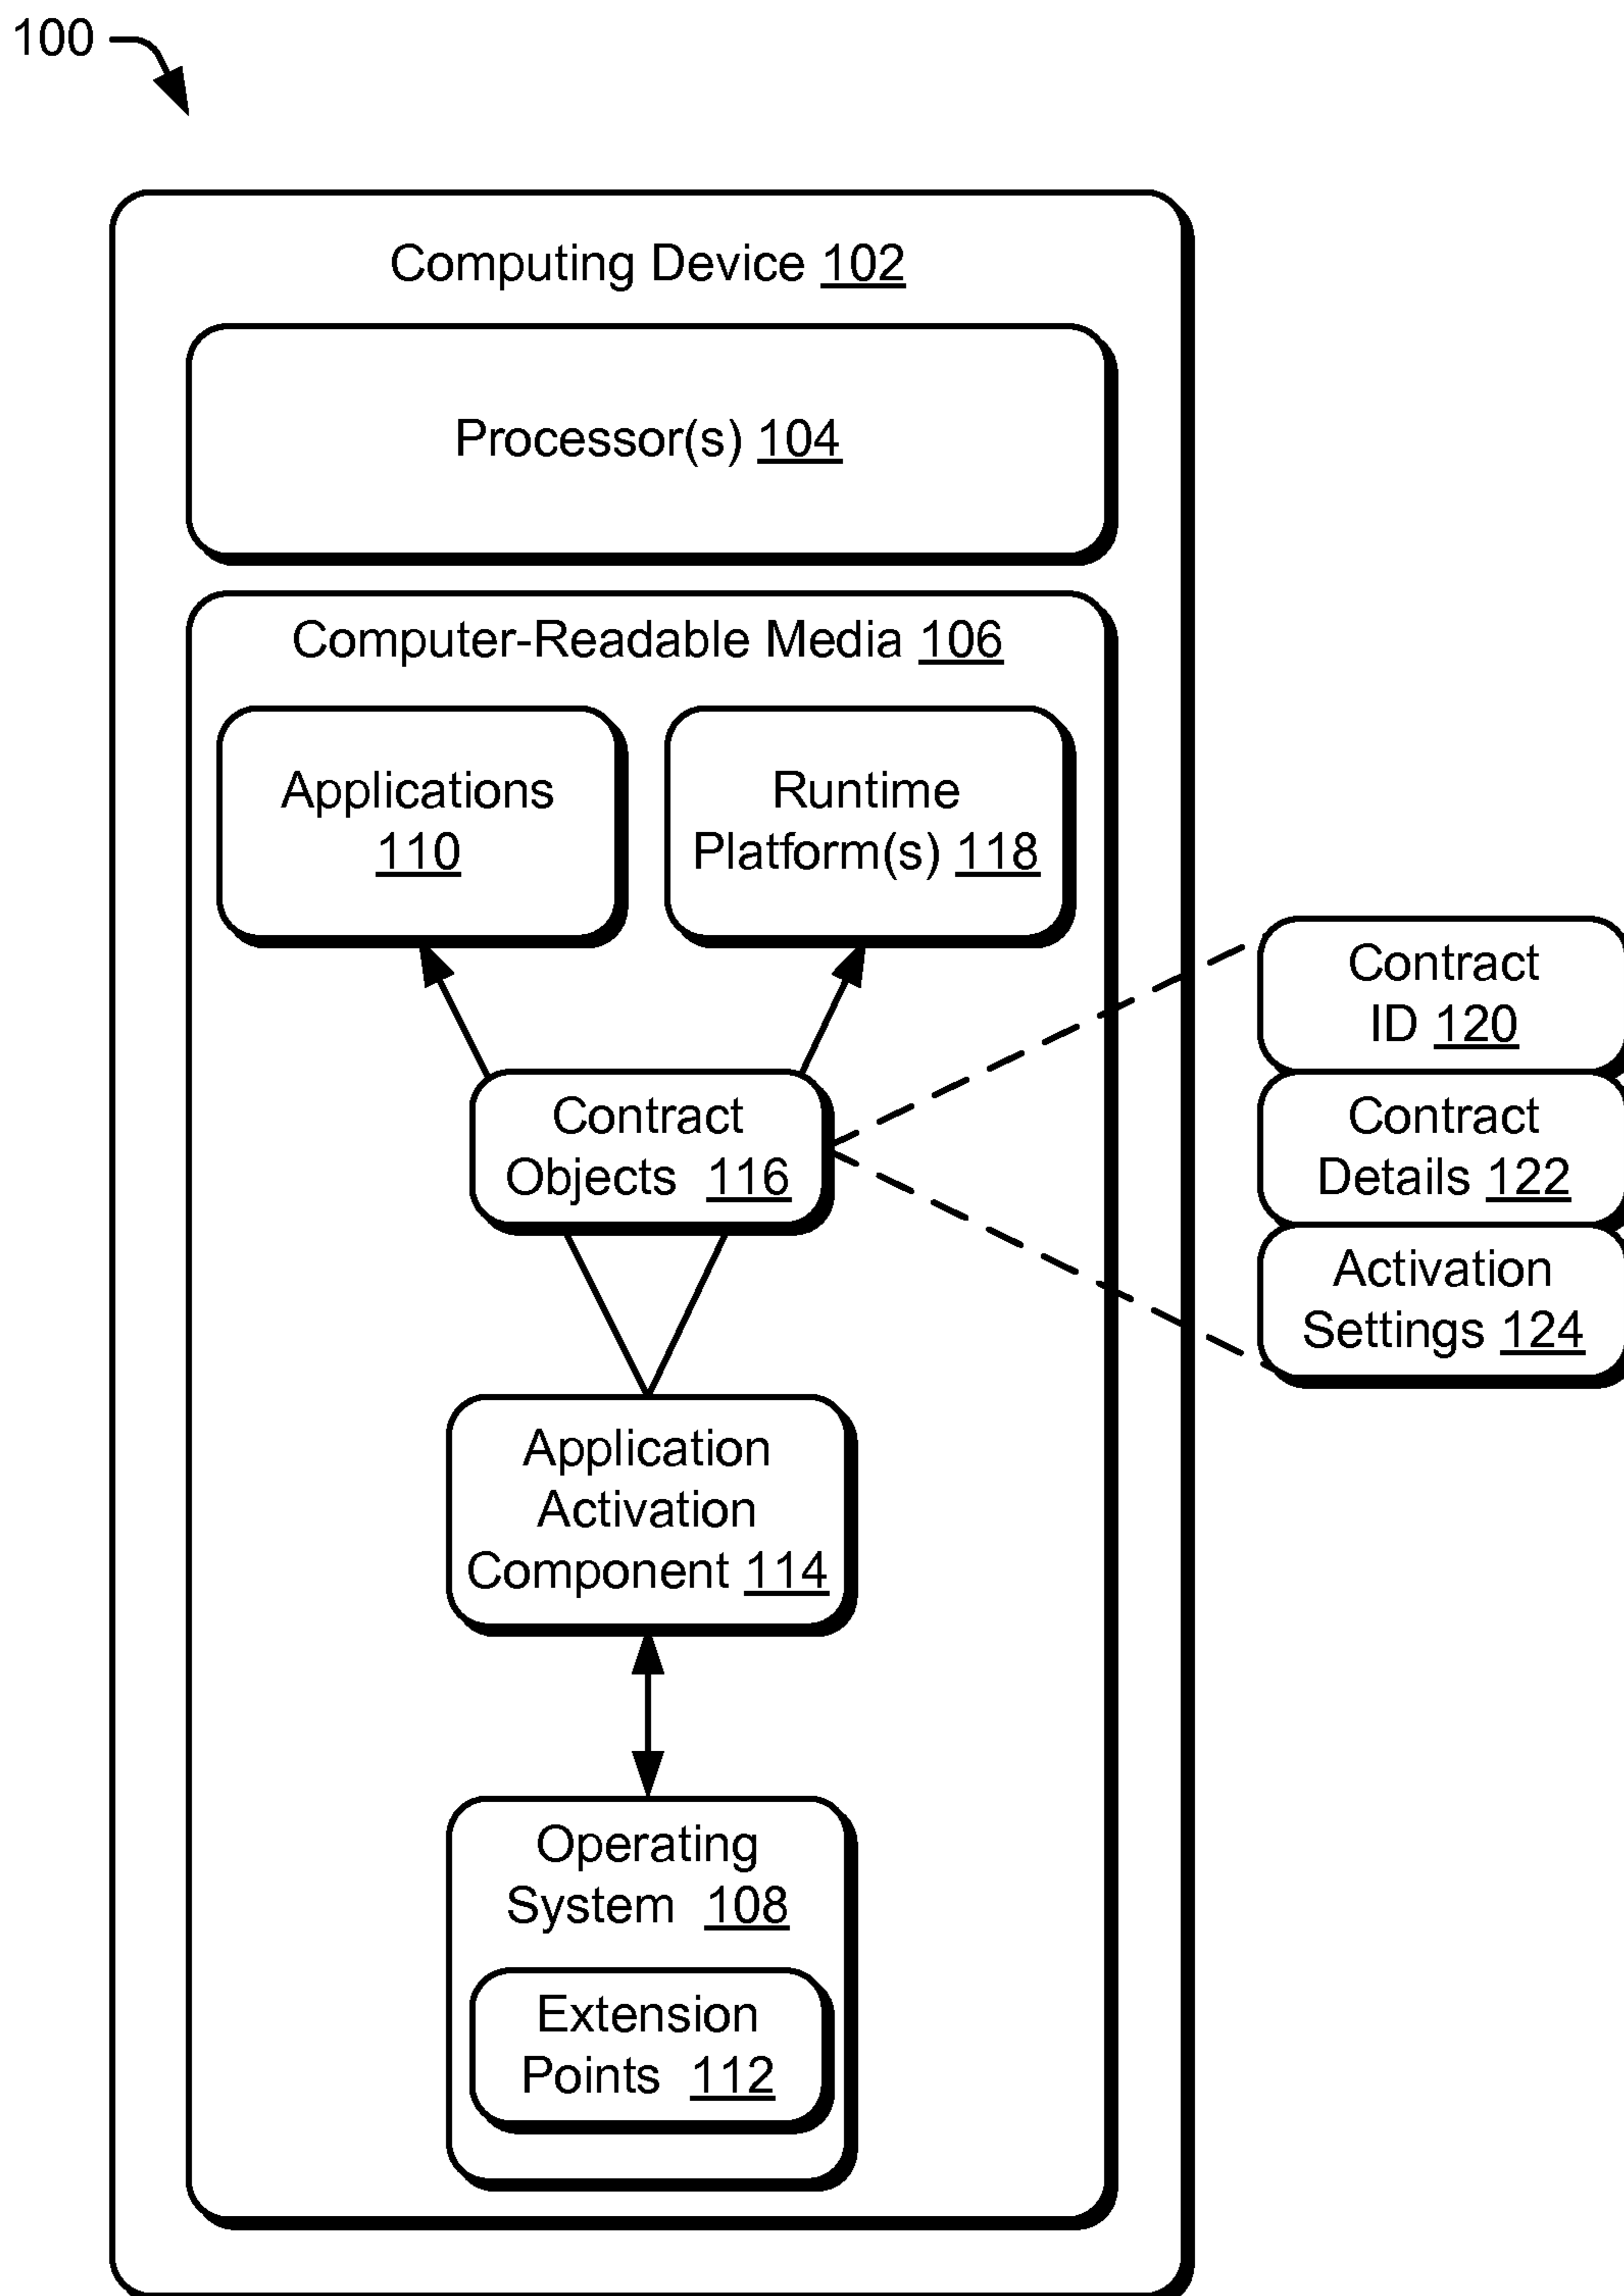 100
Computing Device 102
Processor(s) 104
Computer-Readable Media 106
Applications
110
Runtime
Platform(s) 118
Contract
ID 120
Contract
Details 122
Activation
Settings 124
Contract
Objects 116
Application
Activation
Component 114
Operating
System 108
Extension
Points 112